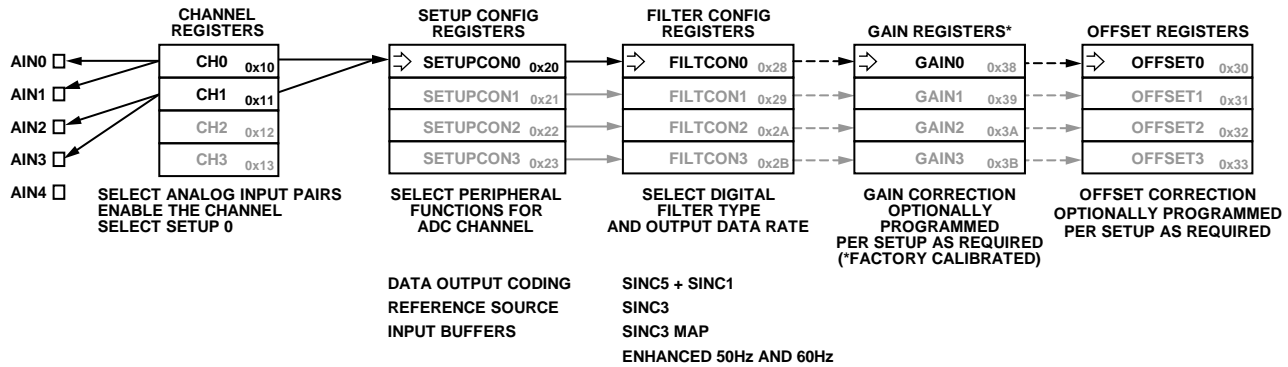 CHANNEL
REGISTERS
SETUP CONFIG
REGISTERS
FILTER CONFIG
REGISTERS
GAIN REGISTERS*
OFFSET REGISTERS
AIN0
AIN1
AIN2
AIN3
AIN4
CH0 0x10
CH1 0x11
CH2 0x12
CH3 0x13
SETUPCON0 0x20
SETUPCON1 0x21
SETUPCON2 0x22
SETUPCON3 0x23
FILTCON0 0x28
FILTCON1 0x29
FILTCON2 0x2A
FILTCON3 0x2B
GAIN0 0x38
GAIN1 0x39
GAIN2 0x3A
GAIN3 0x3B
OFFSET0 0x30
OFFSET1 0x31
OFFSET2 0x32
OFFSET3 0x33
SELECT ANALOG INPUT PAIRS
ENABLE THE CHANNEL
SELECT SETUP 0
SELECT PERIPHERAL
FUNCTIONS FOR
ADC CHANNEL
SELECT DIGITAL
FILTER TYPE
AND OUTPUT DATA RATE
GAIN CORRECTION
OPTIONALLY
PROGRAMMED
PER SETUP AS REQUIRED
(*FACTORY CALIBRATED)
OFFSET CORRECTION
OPTIONALLY PROGRAMMED
PER SETUP AS REQUIRED
DATA OUTPUT CODING
REFERENCE SOURCE
INPUT BUFFERS
SINC5 + SINC1
SINC3
SINC3 MAP
ENHANCED 50Hz AND 60Hz